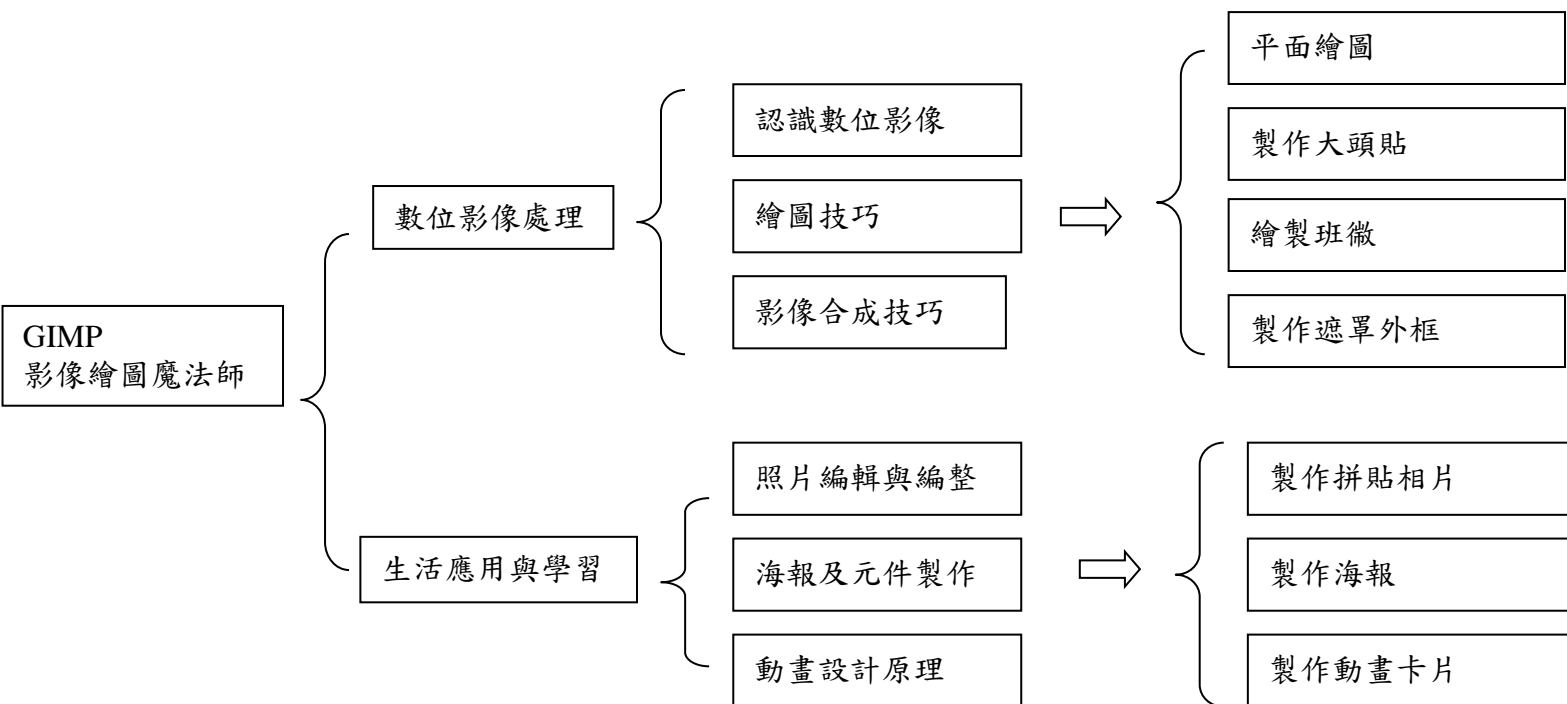 GIMP
影像繪圖魔法師
數位影像處理
認識數位影像
繪圖技巧
影像合成技巧
平面繪圖
製作大頭貼
繪製班徽
製作遮罩外框
生活應用與學習
照片編輯與編整
海報及元件製作
動畫設計原理
製作拼貼相片
製作海報
製作動畫卡片